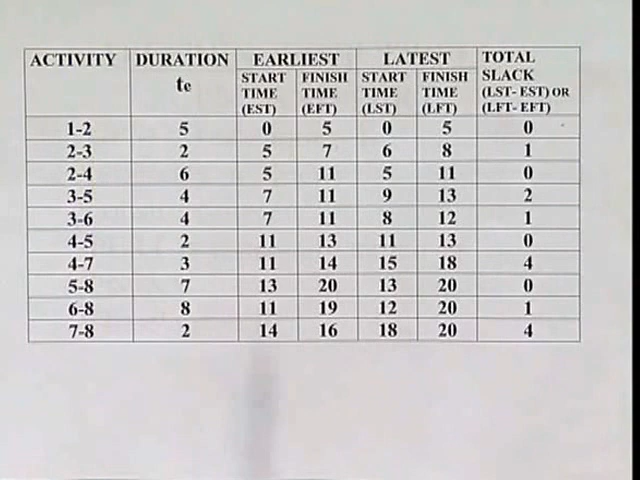 ACTIVITY DURATION EARLIEST LATEST TOTAL
te START FINISH START FINISH SLACK
TIME TIME TIME TIME (LST- EST) OR
(EST) (EFT) (LST) (LFT) (LFT- EFT)
1-2 5 0 5 0 5 0
2-3 2 5 7 6 8 1
2-4 6 5 11 5 11 0
3-5 4 7 11 9 13 2
3-6 4 7 11 8 12 1
4-5 2 11 13 11 13 0
4-7 3 11 14 15 18 4
5-8 7 13 20 13 20 0
6-8 8 11 19 12 20 1
7-8 2 14 16 18 20 4